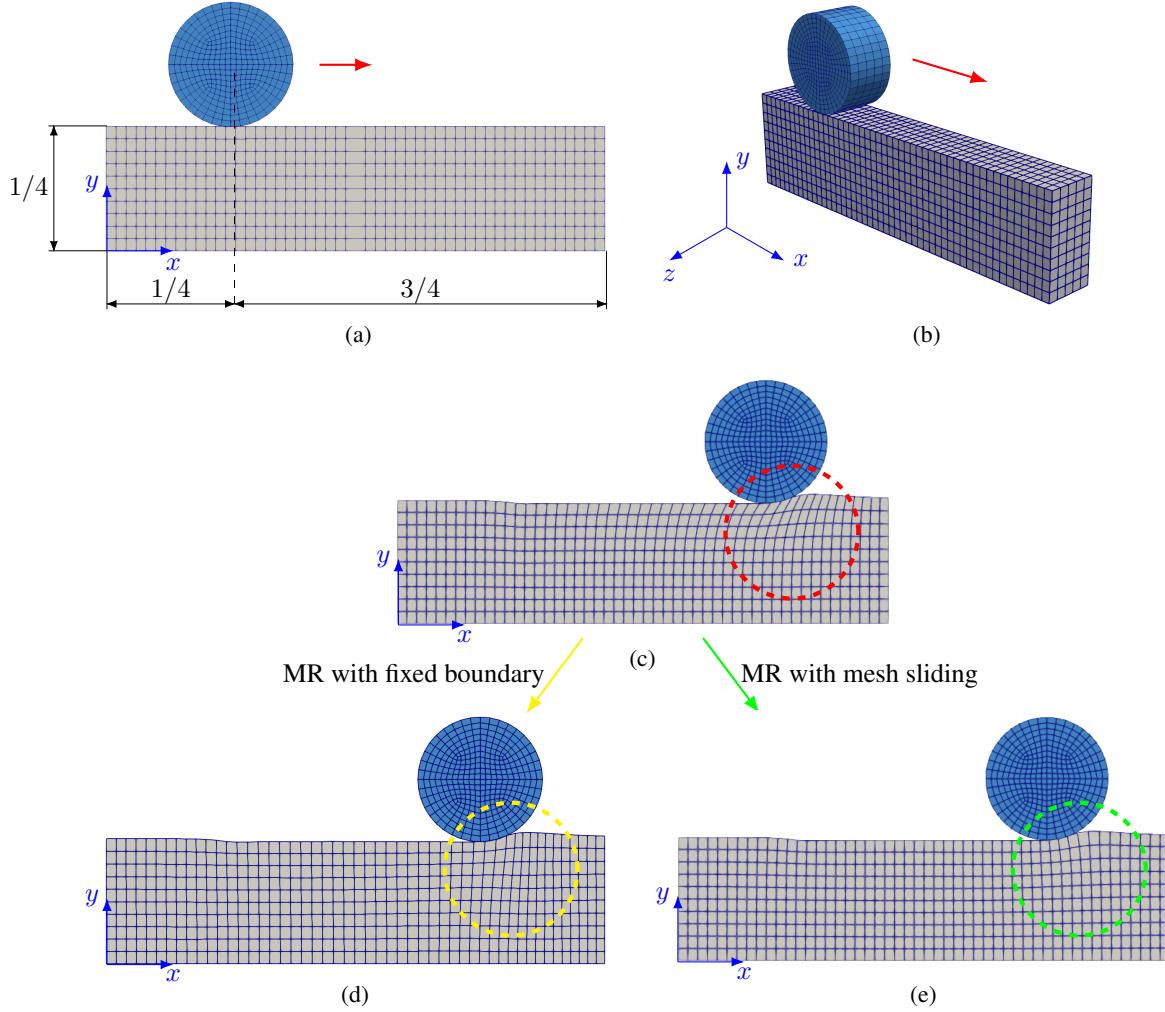 1/4
y
x
1/4
3/4
(a)
y
z
x
(b)
y
x
(c)
MR with fixed boundary
MR with mesh sliding
y
x
(d)
y
x
(e)